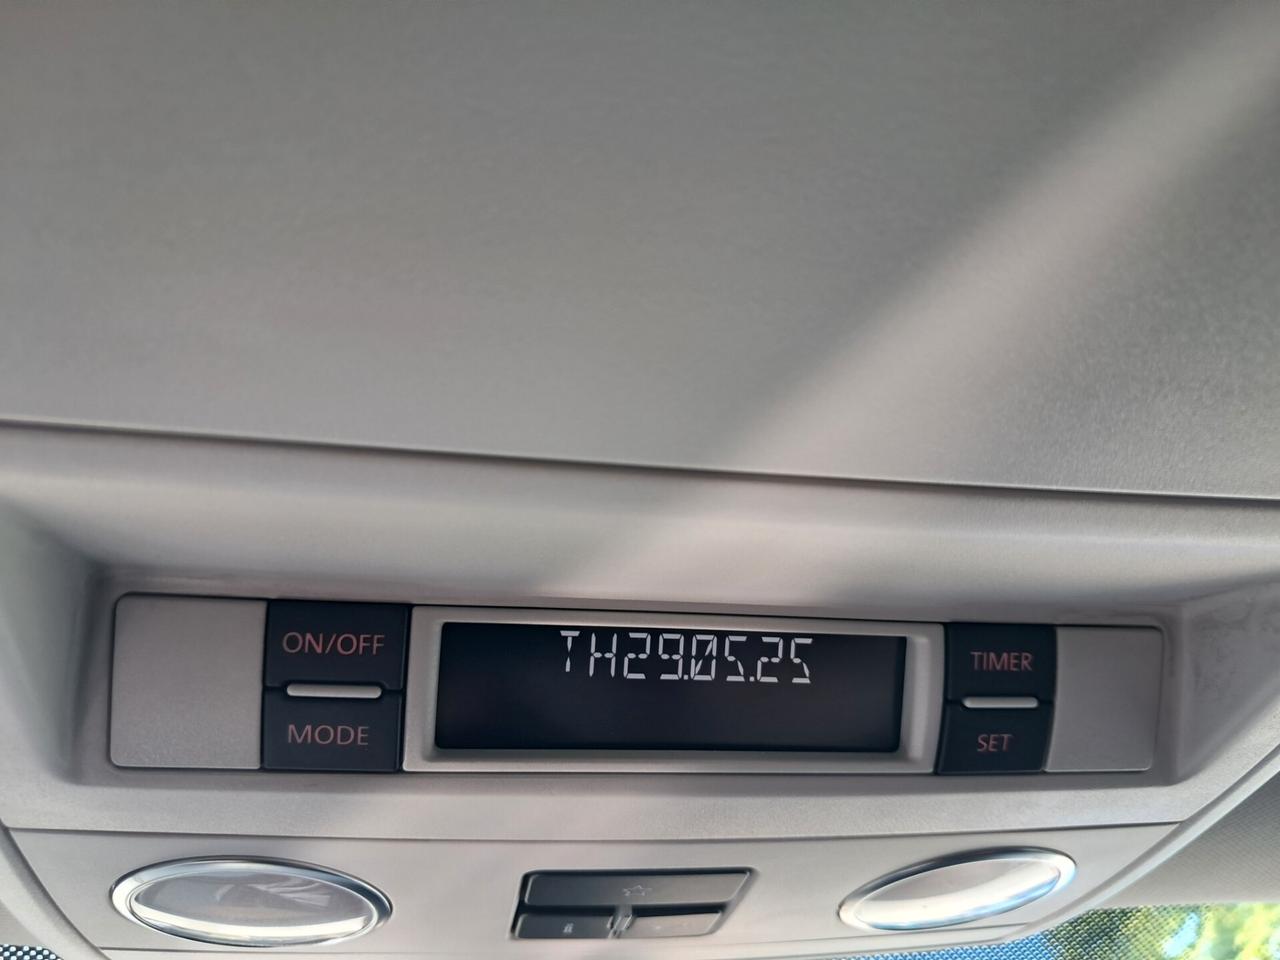 ON/OFF
MODE
TH29.05.25
TIMER
SET